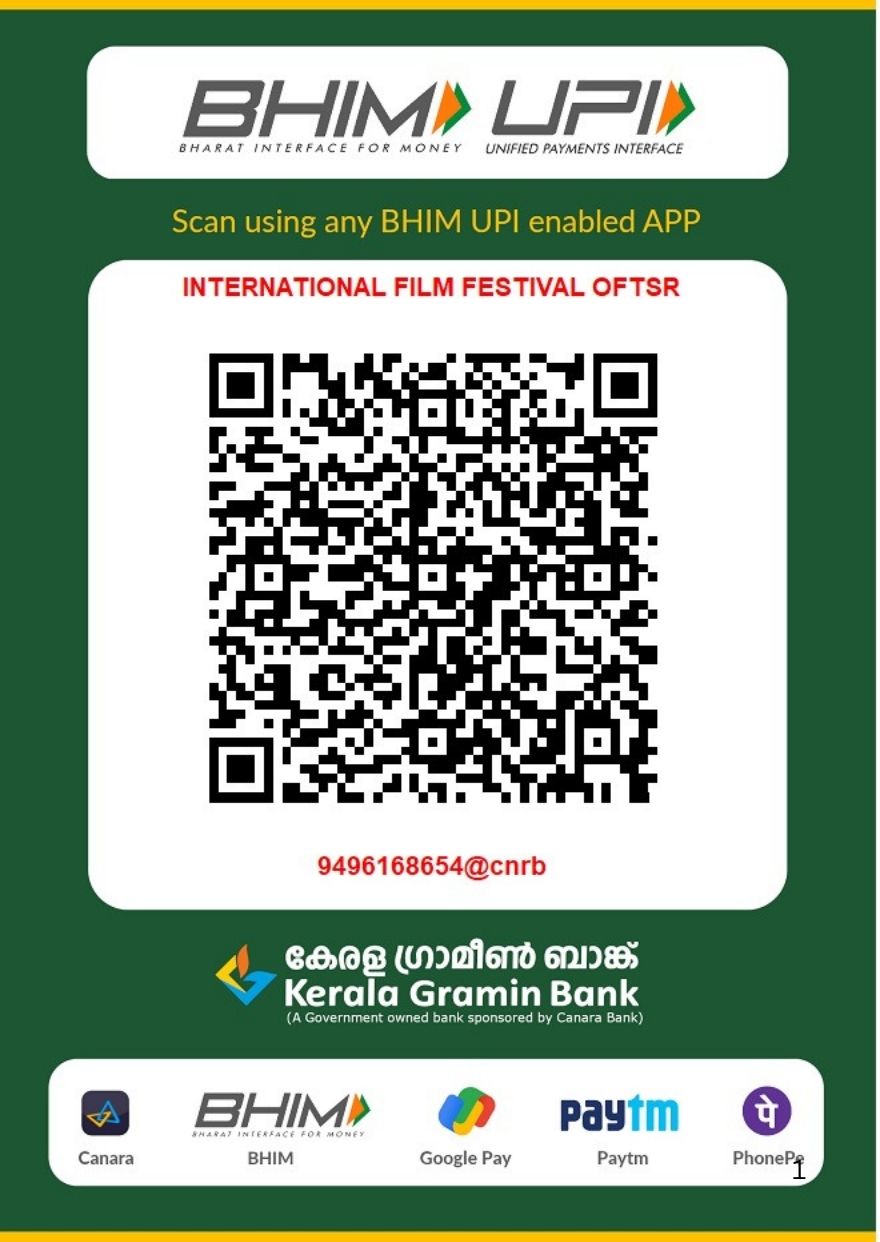 BHIM UPI
BHARAT INTERFACE FOR MONEY UNIFIED PAYMENTS INTERFACE
Scan using any BHIM UPI enabled APP
INTERNATIONAL FILM FESTIVAL OFTSR
9496168654@cnrb
കേരള ഗ്രാമീൺ ബാങ്ക്
Kerala Gramin Bank
(A Government owned bank sponsored by Canara Bank)
BHIM paytm पे
BHARAT INTERFACE FOR MONEY
Canara BHIM Google Pay Paytm PhonePe
1